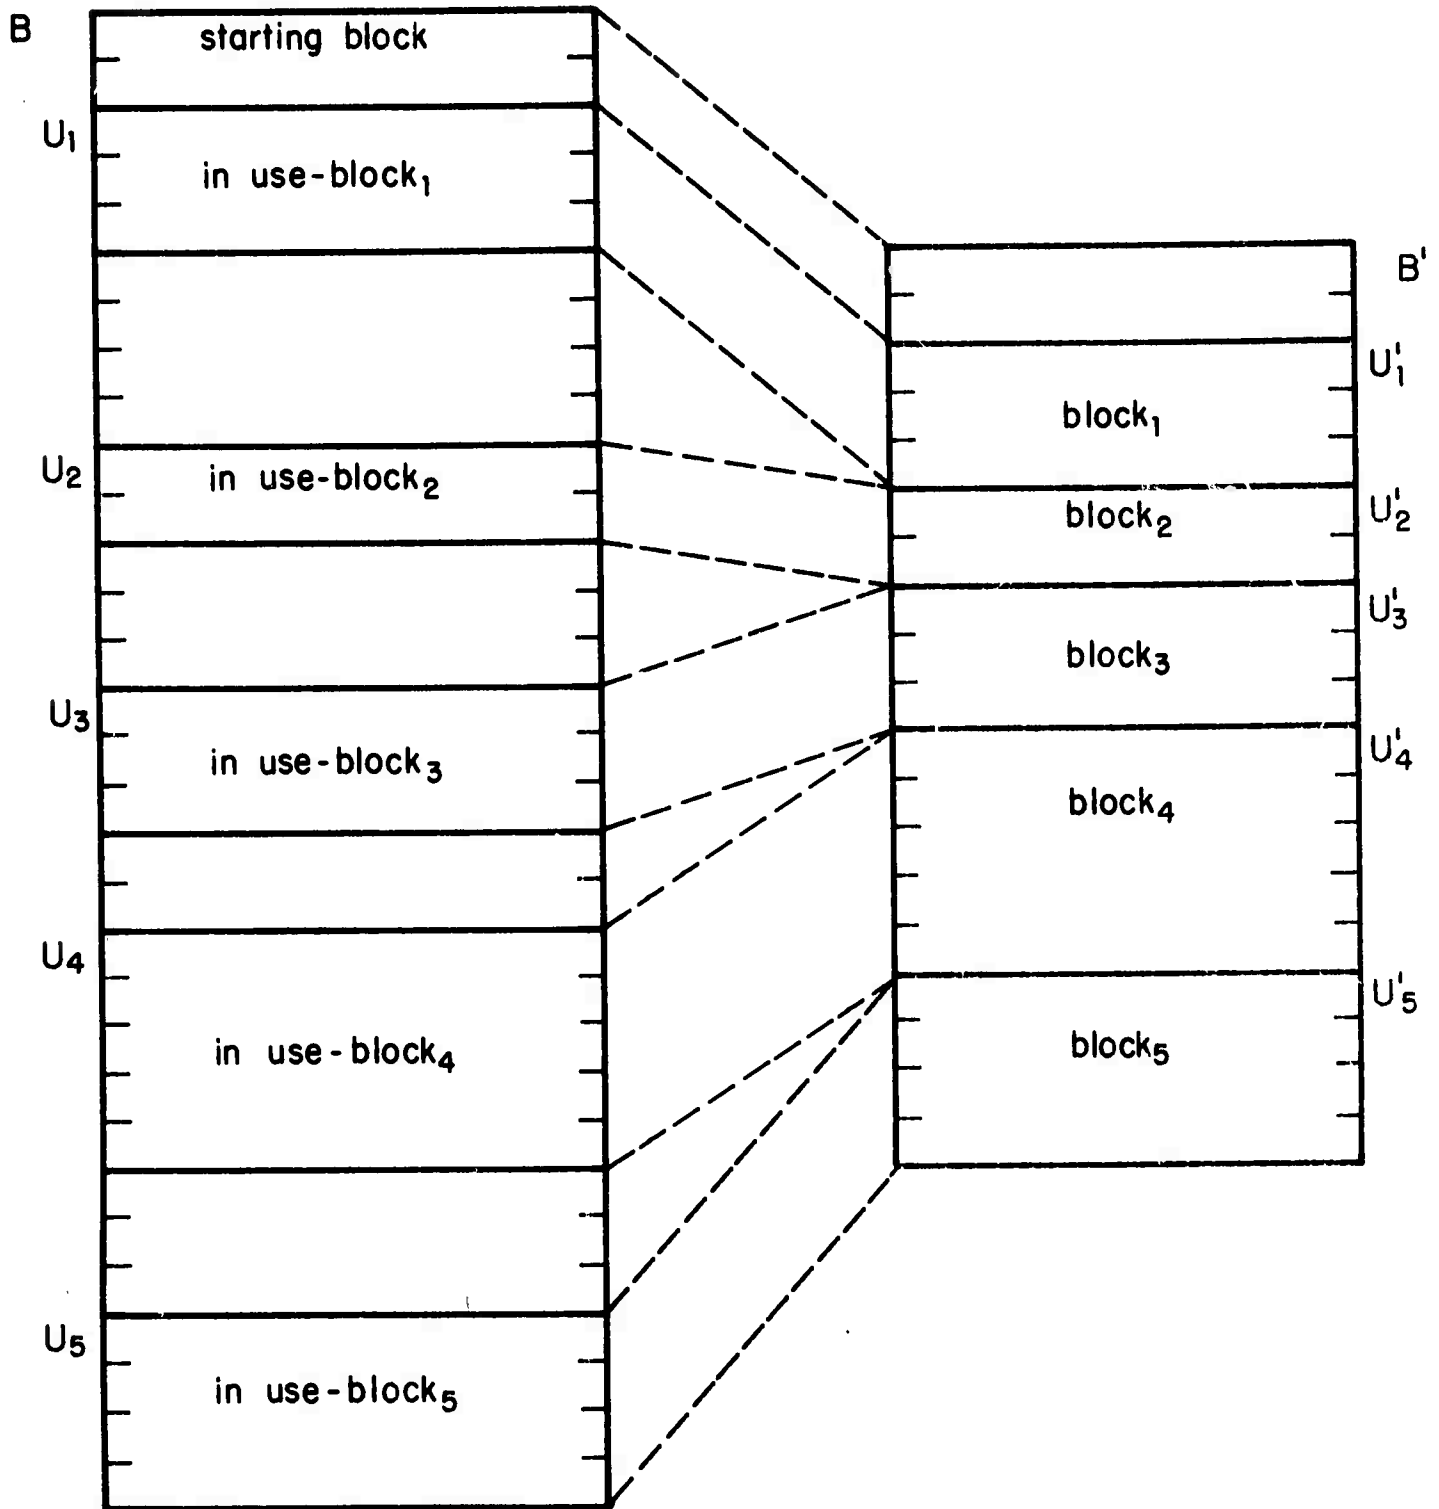 B
starting block
U₁
in use-block₁
U₂
in use-block₂
U₃
in use-block₃
U₄
in use-block₄
U₅
in use-block₅
B'
U'₁
block₁
U'₂
block₂
U'₃
block₃
U'₄
block₄
U'₅
block₅